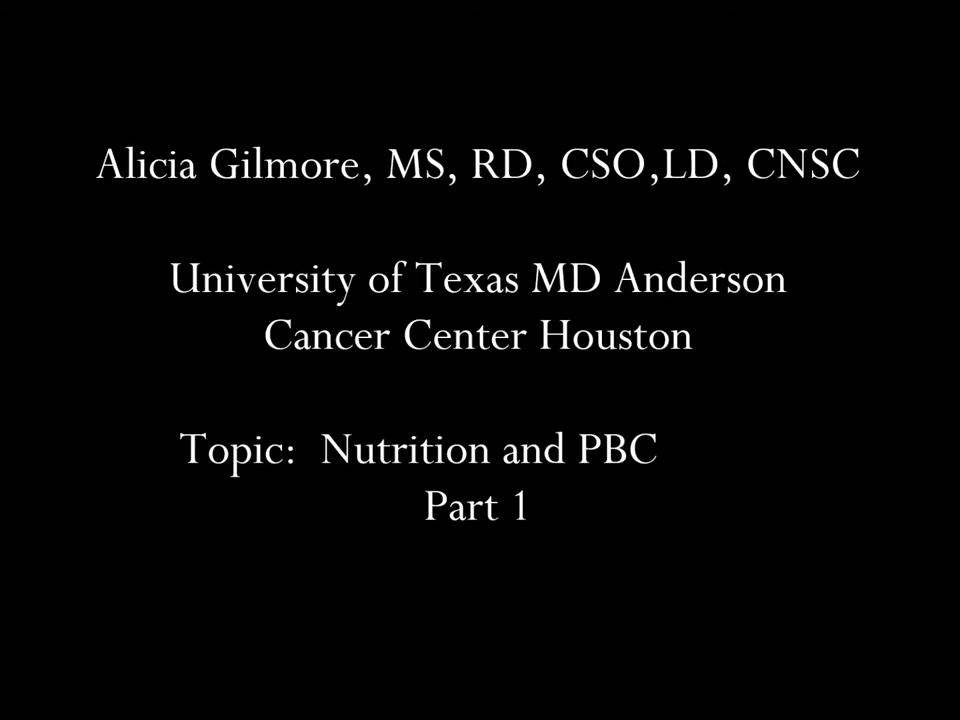 Alicia Gilmore, MS, RD, CSO,LD, CNSC
University of Texas MD Anderson
Cancer Center Houston
Topic: Nutrition and PBC
Part 1